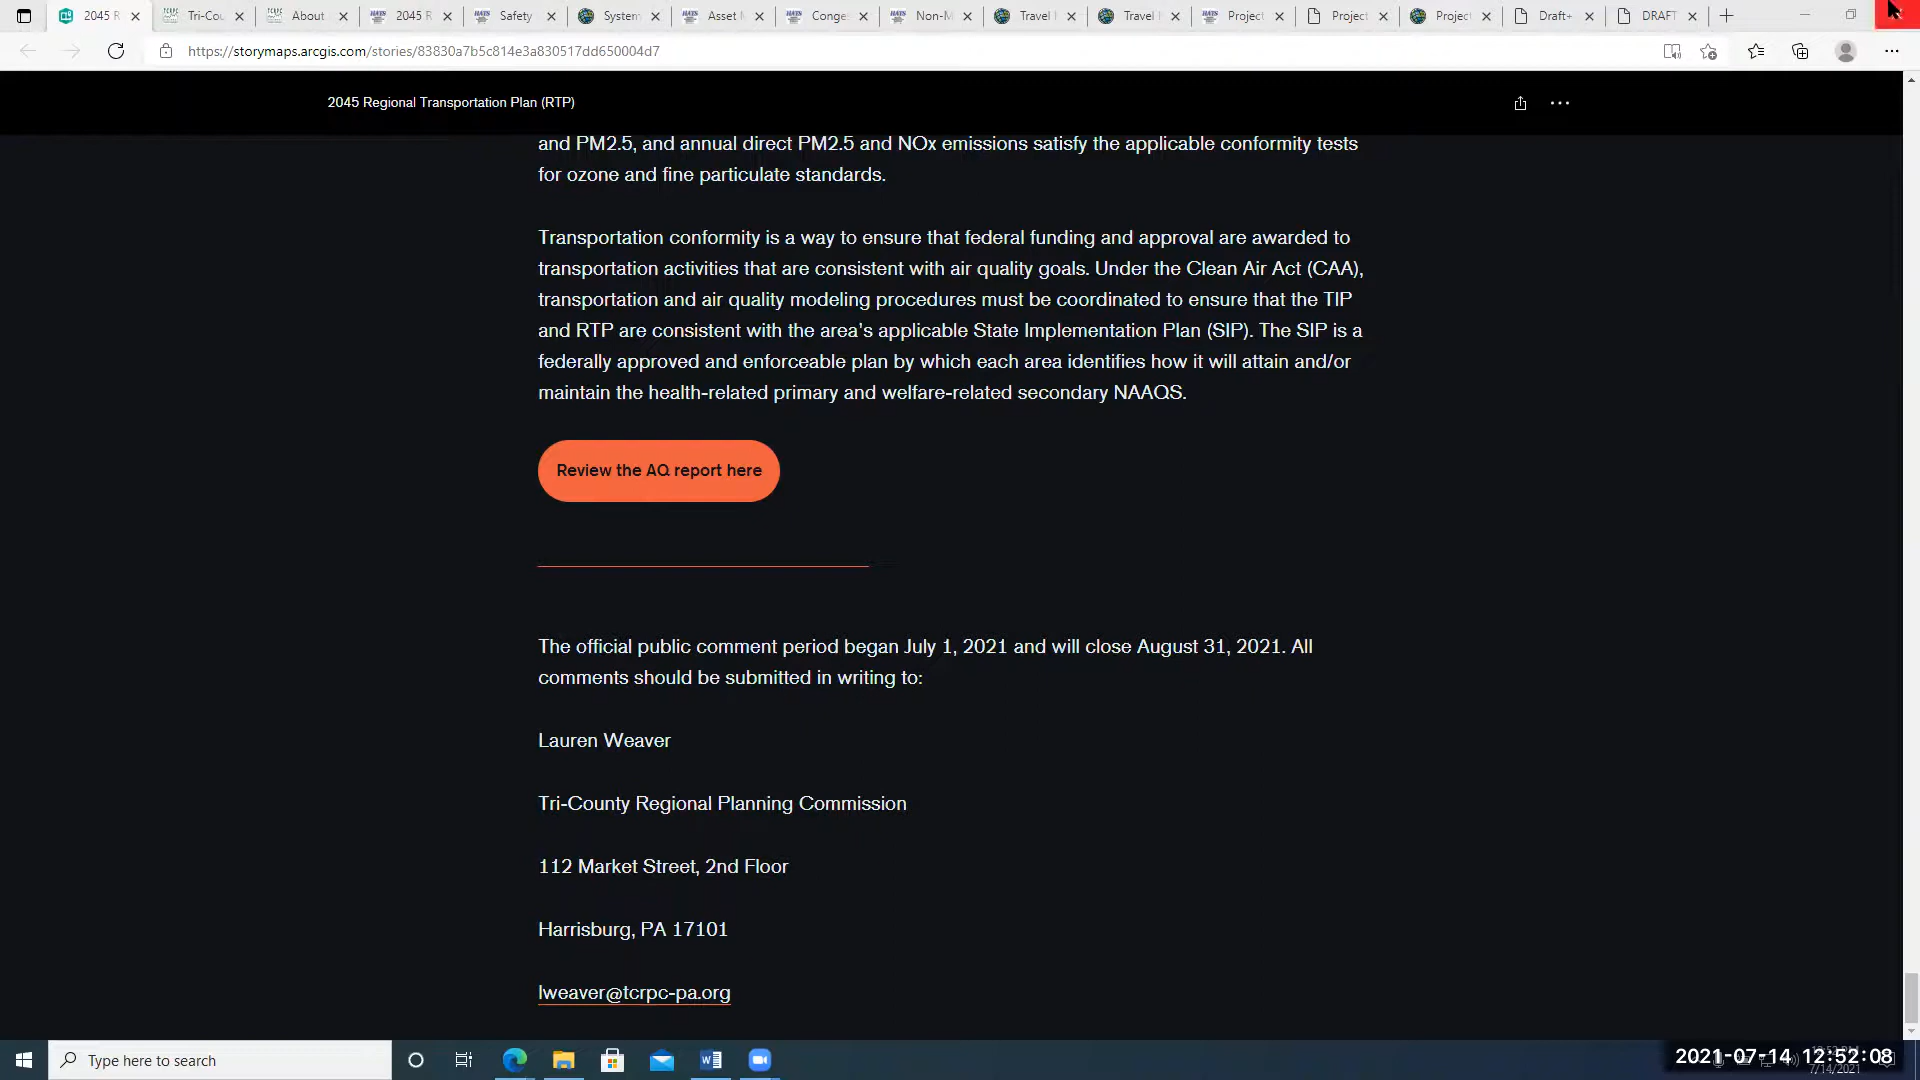 2045 R
Tri-Cou
About
2045 R
Safety
System
Asset
Conge
Non-M
Travel
Travel
Project
Project
Project
Draft+
DRAFT
https://storymaps.arcgis.com/stories/83830a7b5c814e3a830517dd650004d7
2045 Regional Transportation Plan (RTP)
and PM2.5, and annual direct PM2.5 and NOx emissions satisfy the applicable conformity tests
for ozone and fine particulate standards.
Transportation conformity is a way to ensure that federal funding and approval are awarded to
transportation activities that are consistent with air quality goals. Under the Clean Air Act (CAA),
transportation and air quality modeling procedures must be coordinated to ensure that the TIP
and RTP are consistent with the area's applicable State Implementation Plan (SIP). The SIP is a
federally approved and enforceable plan by which each area identifies how it will attain and/or
maintain the health-related primary and welfare-related secondary NAAQS.
Review the AQ report here
The official public comment period began July 1, 2021 and will close August 31, 2021. All
comments should be submitted in writing to:
Lauren Weaver
Tri-County Regional Planning Commission
112 Market Street, 2nd Floor
Harrisburg, PA 17101
lweaver@tcrpc-pa.org
Type here to search
2021-07-14 12:52:08
7/14/2021